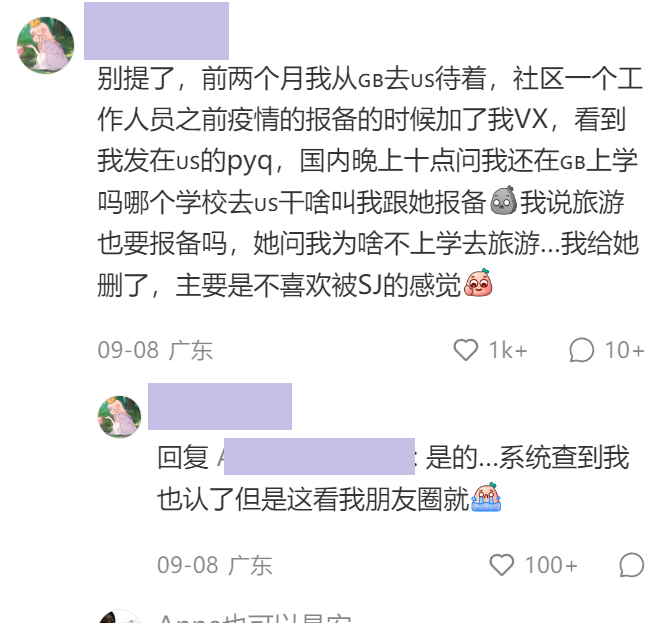 别提了，前两个月我从GB去US待着，社区一个工
作人员之前疫情的报备的时候加了我VX，看到
我发在US的pyq，国内晚上十点问我还在GB上学
吗哪个学校去US干啥叫我跟她报备我说旅游
也要报备吗，她问我为啥不上学去旅游...我给她
删了，主要是不喜欢被SJ的感觉
09-08 广东 1k+ 10+
回复 : 是的...系统查到我
也认了但是这看我朋友圈就
09-08 广东 100+